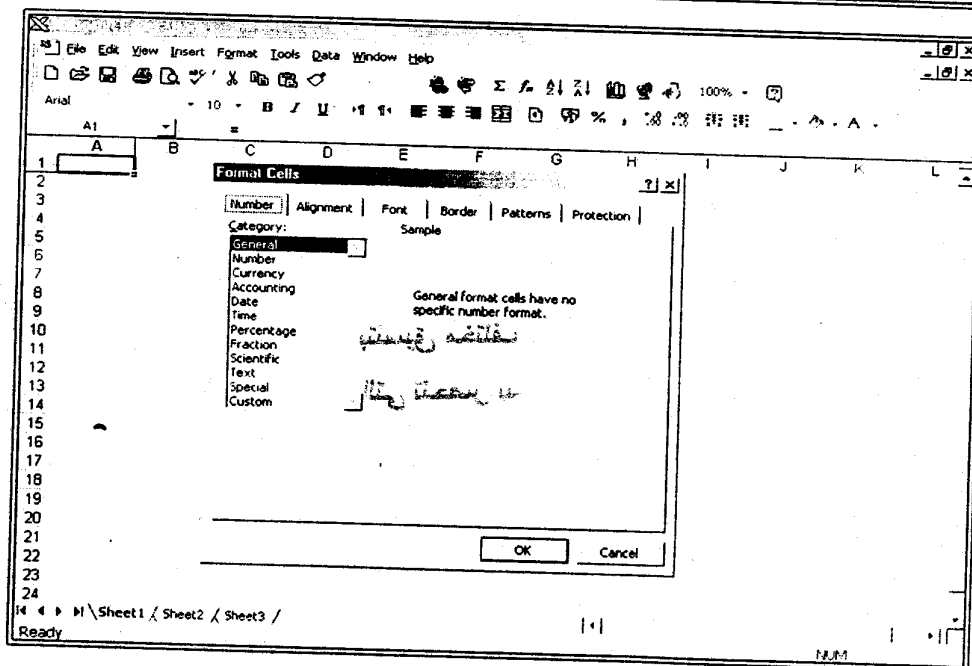 File Edit View Insert Format Tools Data Window Help
100%
Arial 10 B I U Σ % ,
A1 =
A B C D E F G H I J K L
Format Cells
Number Alignment Font Border Patterns Protection
Category: Sample
General
Number
Currency
Accounting
Date
Time
Percentage
Fraction
Scientific
Text
Special
Custom
General format cells have no
specific number format.
OK Cancel
1
2
3
4
5
6
7
8
9
10
11
12
13
14
15
16
17
18
19
20
21
22
23
24
Sheet1 Sheet2 Sheet3
Ready
NUM